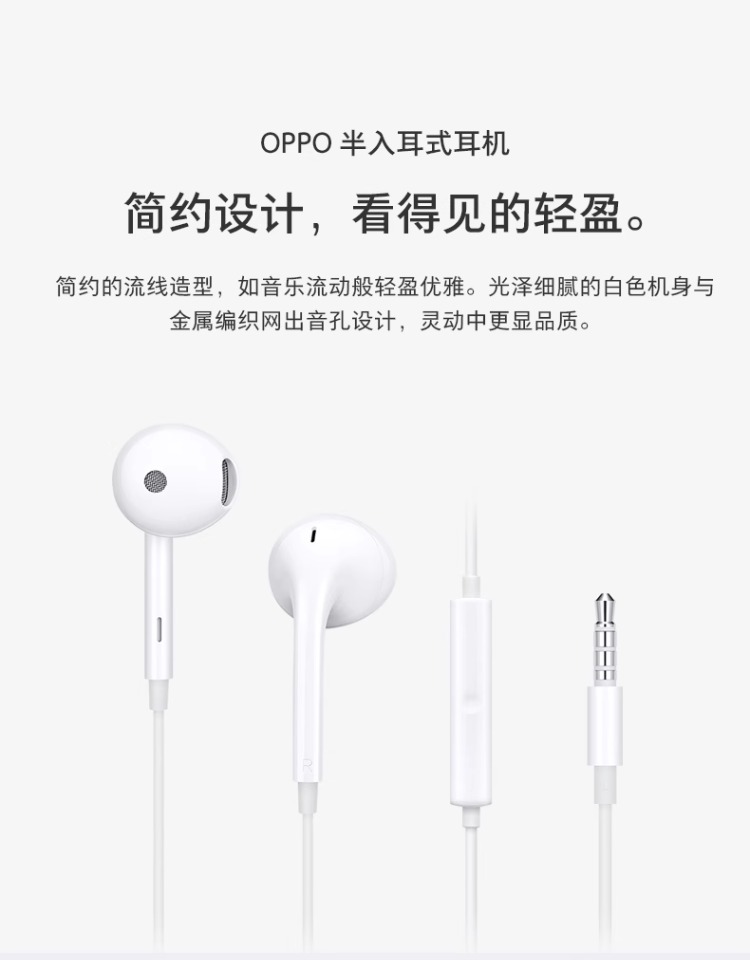 OPPO 半入耳式耳机
简约设计，看得见的轻盈。
简约的流线造型，如音乐流动般轻盈优雅。光泽细腻的白色机身与
金属编织网出音孔设计，灵动中更显品质。
R